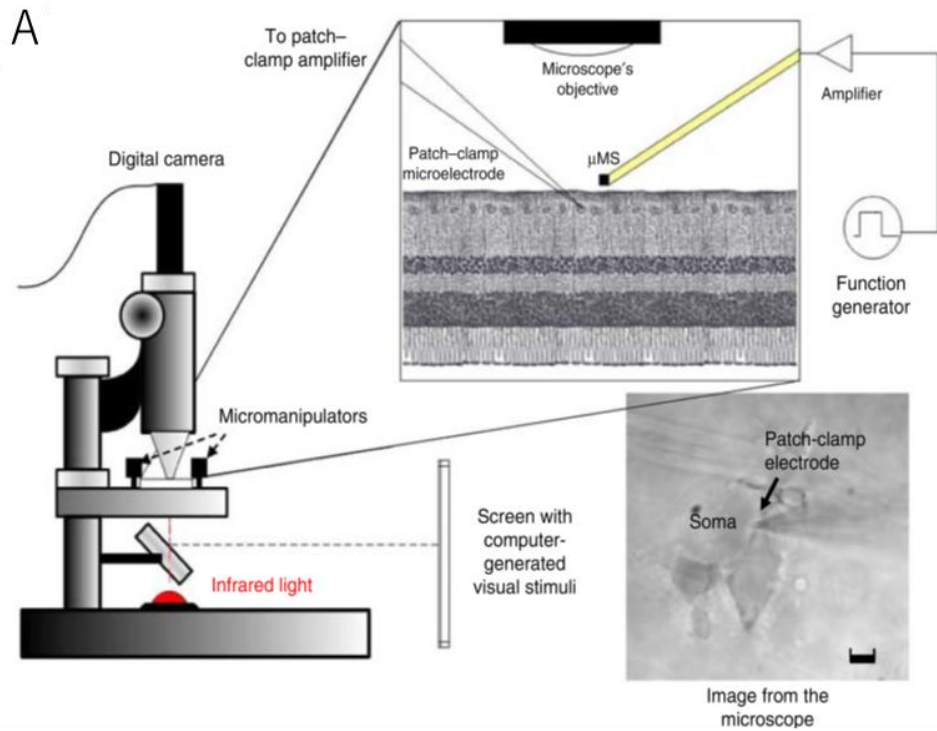 A
To patch–
clamp amplifier
Microscope's
objective
Amplifier
Digital camera
Patch–clamp
microelectrode
μMS
Function
generator
Micromanipulators
Patch-clamp
electrode
Soma
Screen with
computer-
generated
visual stimuli
Infrared light
Image from the
microscope